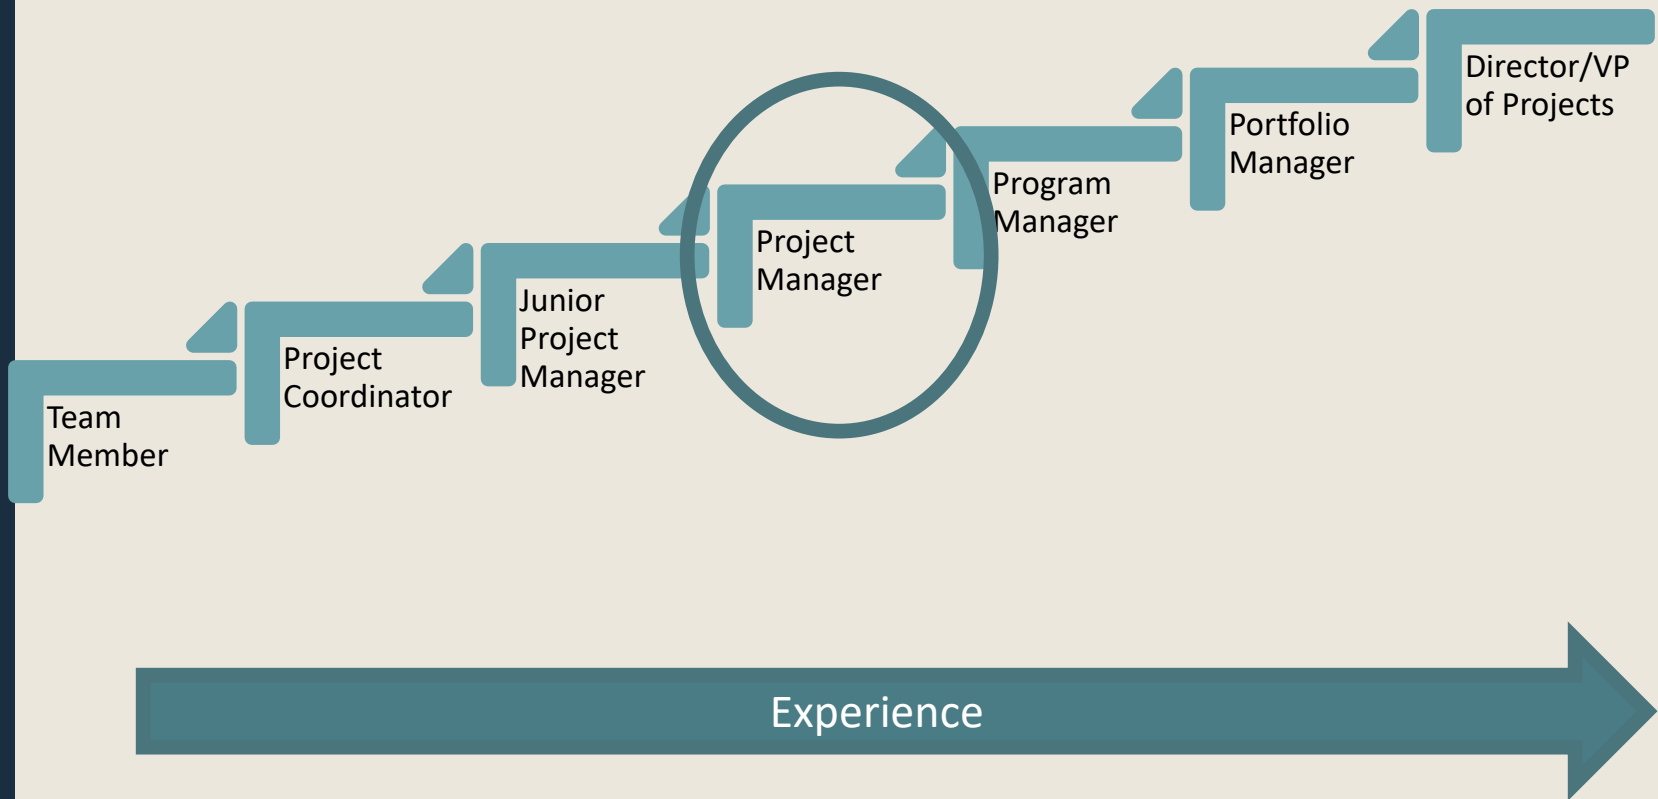 Team
Member
Project
Coordinator
Junior
Project
Manager
Project
Manager
Program
Manager
Portfolio
Manager
Director/VP
of Projects
Experience